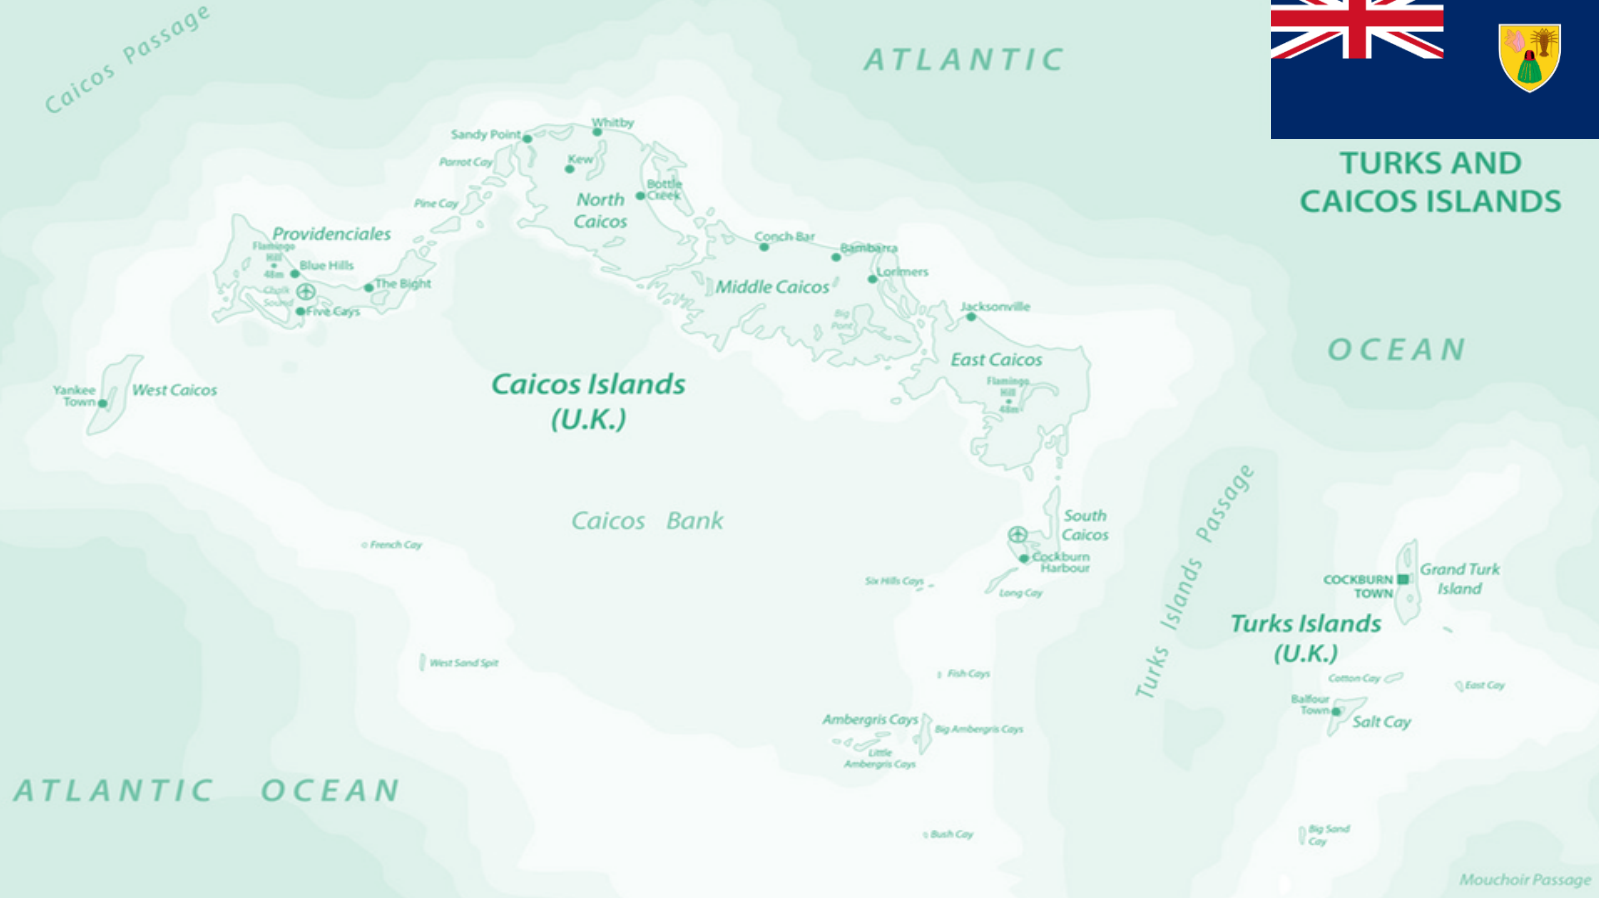 Caicos Passage
ATLANTIC
TURKS AND
CAICOS ISLANDS
Whitby
Sandy Point
Parrot Cay
Kew
Bottle
Creek
North
Caicos
Pine Cay
Providenciales
Flamingo
Hill
48m
Blue Hills
Chalk
Sound
The Bight
Five Cays
Conch Bar
Bambarra
Lorimers
Middle Caicos
Big
Pont
Jacksonville
East Caicos
Flamingo
Hill
48m
OCEAN
Yankee
Town
West Caicos
Caicos Islands
(U.K.)
Caicos Bank
South
Caicos
Cockburn
Harbour
Long Cay
Six Hills Cays
French Cay
West Sand Spit
Turks Islands Passage
Grand Turk
Island
COCKBURN
TOWN
Turks Islands
(U.K.)
Cotton Cay
East Cay
Balfour
Town
Salt Cay
Fish Cays
Ambergris Cays
Big Ambergris Cays
Little
Ambergris Cays
ATLANTIC OCEAN
Bush Cay
Big Sand
Cay
Mouchoir Passage